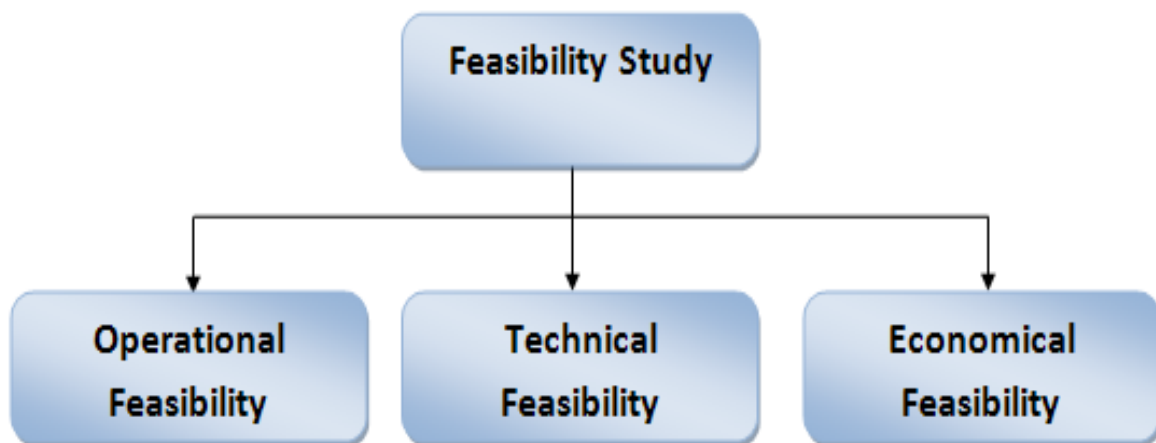 Feasibility Study
Operational
Feasibility
Technical
Feasibility
Economical
Feasibility